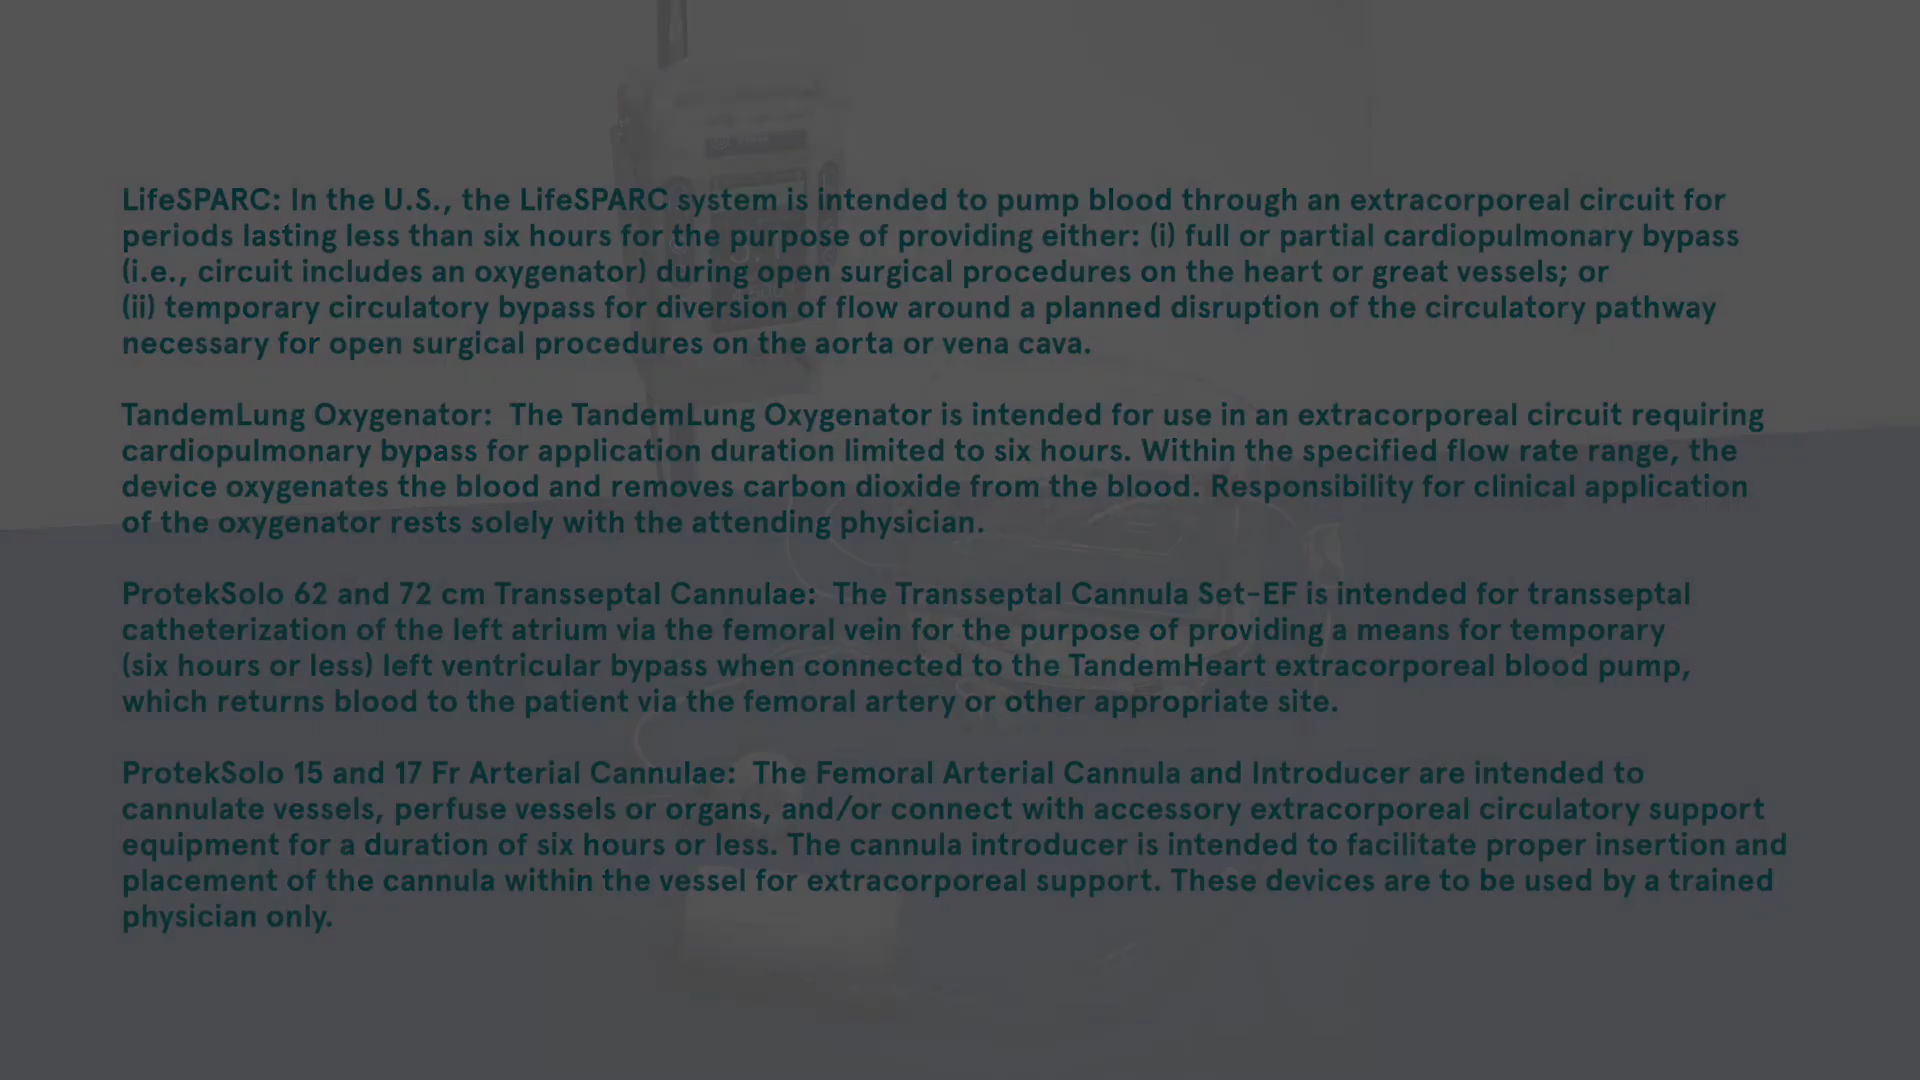 LifeSPARC: In the U.S., the LifeSPARC system is intended to pump blood through an extracorporeal circuit for
periods lasting less than six hours for the purpose of providing either: (i) full or partial cardiopulmonary bypass
(i.e., circuit includes an oxygenator) during open surgical procedures on the heart or great vessels; or
(ii) temporary circulatory bypass for diversion of flow around a planned disruption of the circulatory pathway
necessary for open surgical procedures on the aorta or vena cava.
TandemLung Oxygenator: The TandemLung Oxygenator is intended for use in an extracorporeal circuit requiring
cardiopulmonary bypass for application duration limited to six hours. Within the specified flow rate range, the
device oxygenates the blood and removes carbon dioxide from the blood. Responsibility for clinical application
of the oxygenator rests solely with the attending physician.
ProtekSolo 62 and 72 cm Transseptal Cannulae: The Transseptal Cannula Set-EF is intended for transseptal
catheterization of the left atrium via the femoral vein for the purpose of providing a means for temporary
(six hours or less) left ventricular bypass when connected to the TandemHeart extracorporeal blood pump,
which returns blood to the patient via the femoral artery or other appropriate site.
ProtekSolo 15 and 17 Fr Arterial Cannulae: The Femoral Arterial Cannula and Introducer are intended to
cannulate vessels, perfuse vessels or organs, and/or connect with accessory extracorporeal circulatory support
equipment for a duration of six hours or less. The cannula introducer is intended to facilitate proper insertion and
placement of the cannula within the vessel for extracorporeal support. These devices are to be used by a trained
physician only.